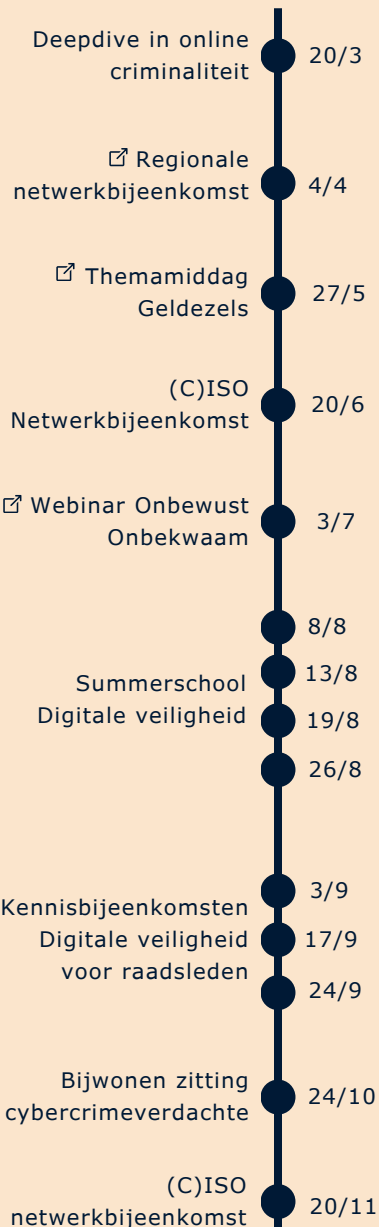 Deepdive in online
criminaliteit
20/3
Regionale
netwerkbijeenkomst
4/4
Themamiddag
Geldezels
27/5
(C)ISO
Netwerkbijeenkomst
20/6
Webinar Onbewust
Onbekwaam
3/7
Summerschool
Digitale veiligheid
8/8
13/8
19/8
26/8
Kennisbijeenkomsten
Digitale veiligheid
voor raadsleden
3/9
17/9
24/9
Bijwonen zitting
cybercrimeverdachte
24/10
(C)ISO
netwerkbijeenkomst
20/11